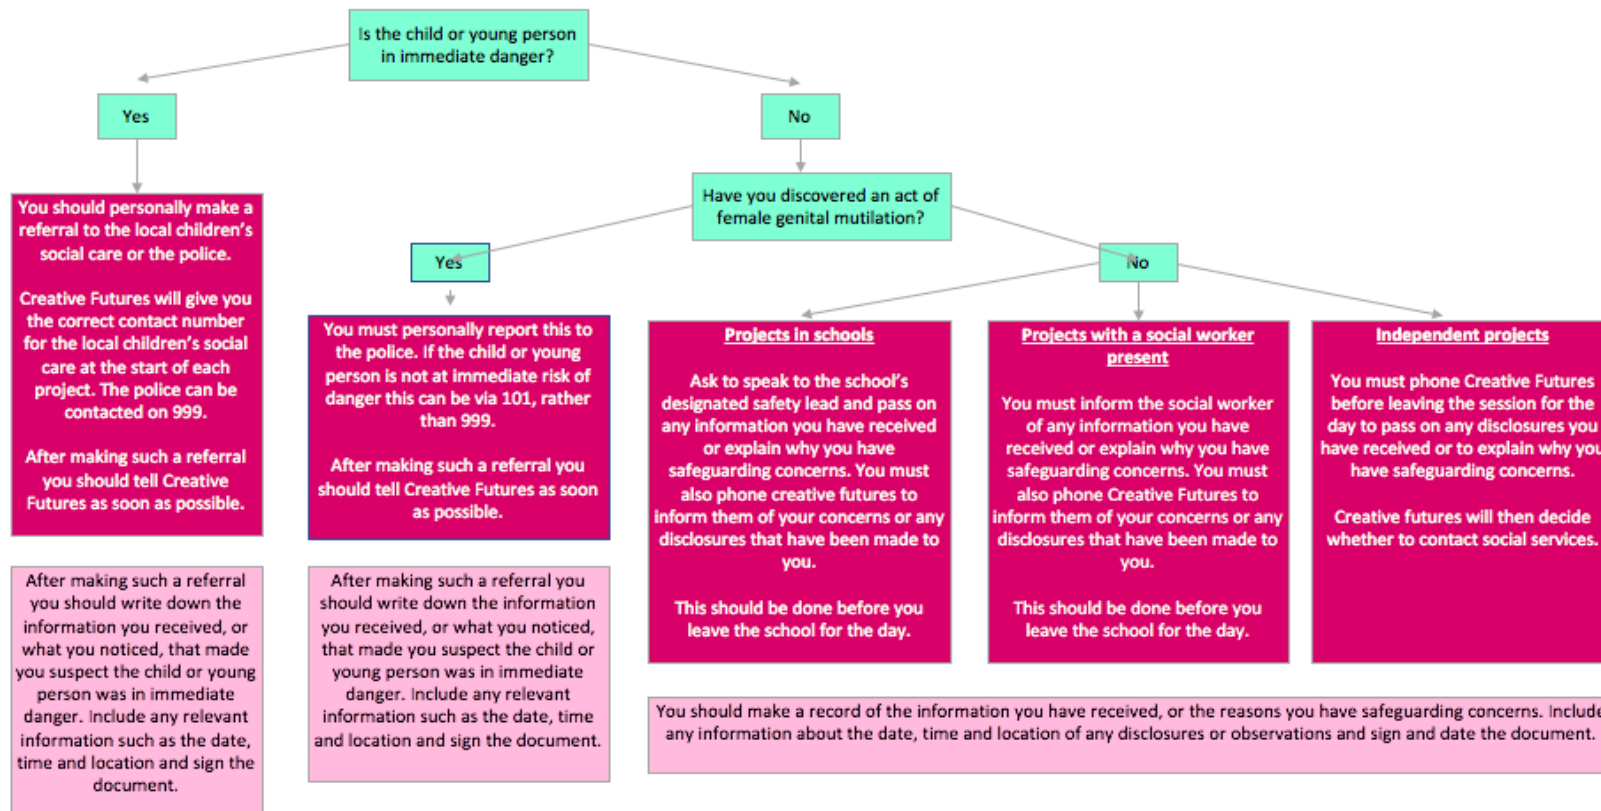 Is the child or young person
in immediate danger?
Yes
No
Have you discovered an act of
female genital mutilation?
Yes
No
You should personally make a
referral to the local children's
social care or the police.
Creative Futures will give you
the correct contact number
for the local children's social
care at the start of each
project. The police can be
contacted on 999.
After making such a referral
you should tell Creative
Futures as soon as possible.
You must personally report this to
the police. If the child or young
person is not at immediate risk of
danger this can be via 101, rather
than 999.
After making such a referral you
should tell Creative Futures as soon
as possible.
Projects in schools
Ask to speak to the school's
designated safety lead and pass on
any information you have received
or explain why you have
safeguarding concerns. You must
also phone creative futures to
inform them of your concerns or any
disclosures that have been made to
you.
This should be done before you
leave the school for the day.
Projects with a social worker
present
You must inform the social worker
of any information you have
received or explain why you have
safeguarding concerns. You must
also phone Creative Futures to
inform them of your concerns or any
disclosures that have been made to
you.
This should be done before you
leave the school for the day.
Independent projects
You must phone Creative Futures
before leaving the session for the
day to pass on any disclosures you
have received or to explain why you
have safeguarding concerns.
Creative futures will then decide
whether to contact social services.
After making such a referral
you should write down the
information you received, or
what you noticed, that made
you suspect the child or young
person was in immediate
danger. Include any relevant
information such as the date,
time and location and sign the
document.
After making such a referral you
should write down the information
you received, or what you noticed,
that made you suspect the child or
young person was in immediate
danger. Include any relevant
information such as the date, time
and location and sign the document.
You should make a record of the information you have received, or the reasons you have safeguarding concerns. Include
any information about the date, time and location of any disclosures or observations and sign and date the document.